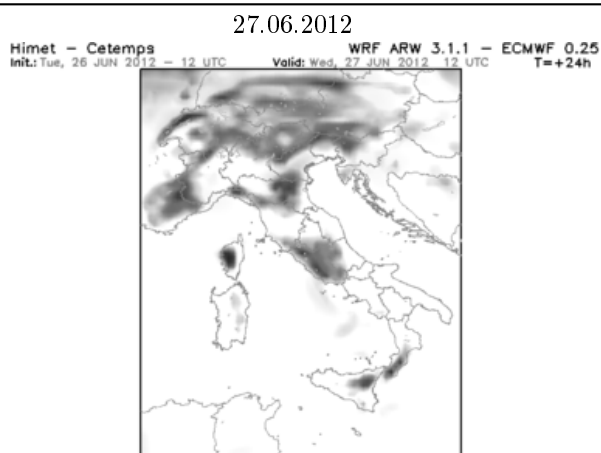 27.06.2012
Himet - Cetemps WRF ARW 3.1.1 - ECMWF 0.25
Init.: Tue, 26 JUN 2012 - 12 UTC Valid: Wed, 27 JUN 2012 12 UTC T=+24h